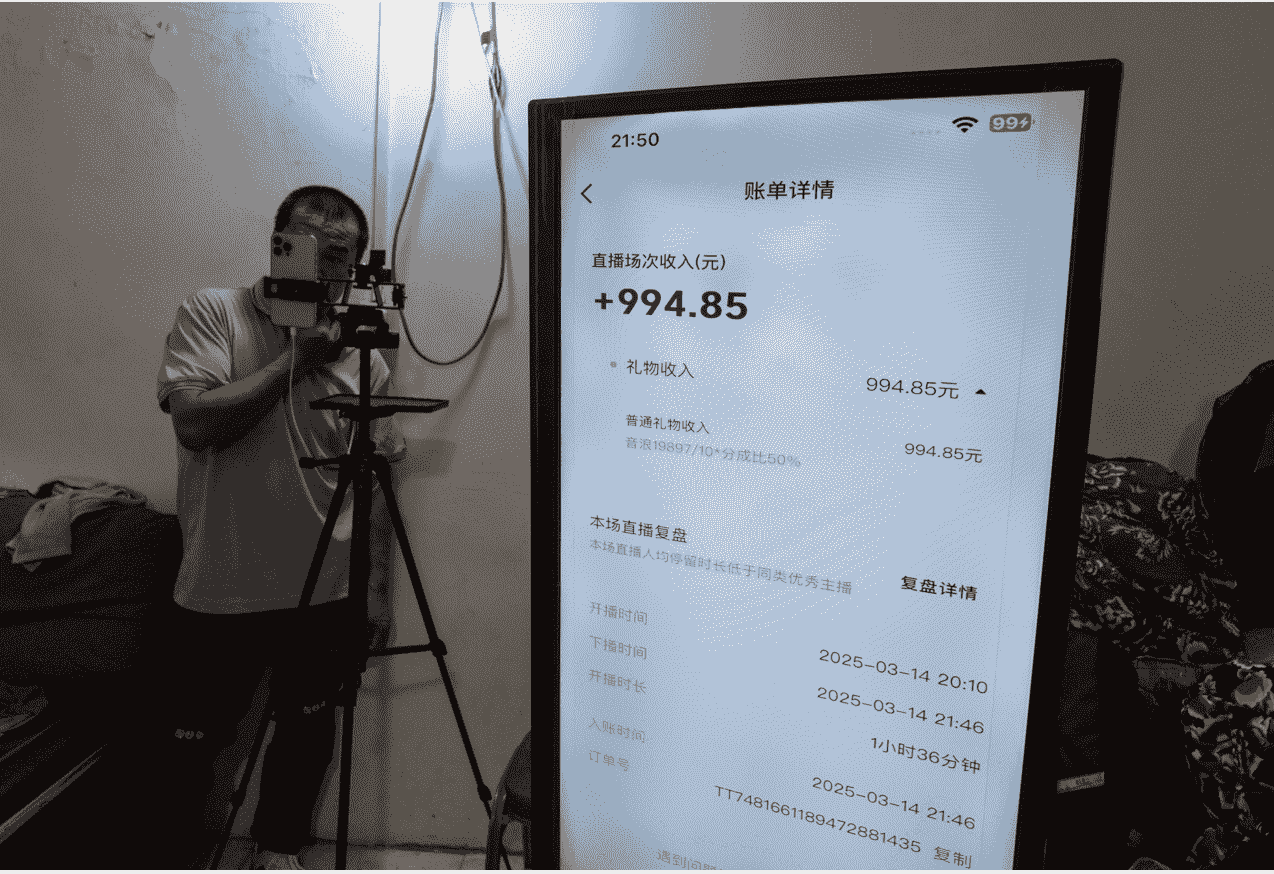 21:50
99
账单详情
直播场次收入(元)
+994.85
礼物收入
994.85元
普通礼物收入
994.85元
音浪19897/10*分成比50%
本场直播复盘
本场直播人均停留时长低于同类优秀主播
复盘详情
开播时间
2025-03-14 20:10
下播时间
2025-03-14 21:46
开播时长
1小时36分钟
入账时间
2025-03-14 21:46
订单号
TT7481661189472881435 复制
遇到问题